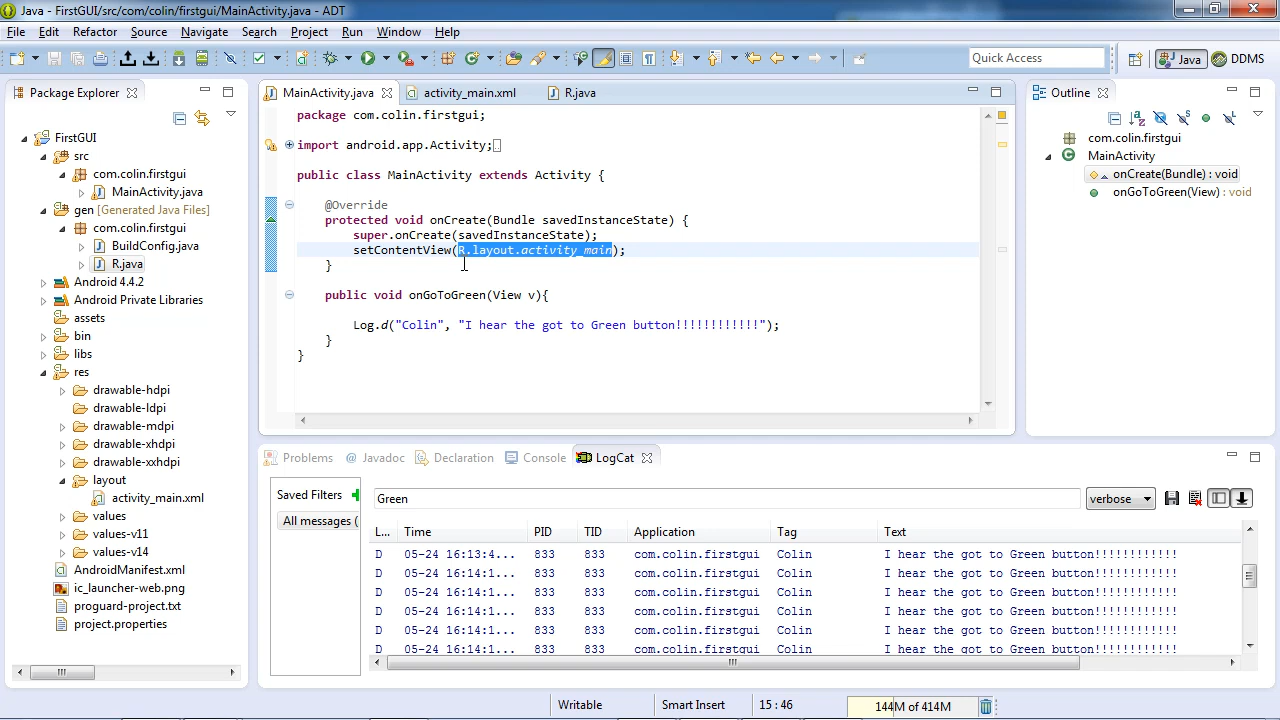 Java - FirstGUI/src/com/colin/firstgui/MainActivity.java - ADT
File Edit Refactor Source Navigate Search Project Run Window Help
Quick Access Java DDMS
Package Explorer
FirstGUI
src
com.colin.firstgui
MainActivity.java
gen [Generated Java Files]
com.colin.firstgui
BuildConfig.java
R.java
Android 4.4.2
Android Private Libraries
assets
bin
libs
res
drawable-hdpi
drawable-ldpi
drawable-mdpi
drawable-xhdpi
drawable-xxhdpi
layout
activity_main.xml
values
values-v11
values-v14
AndroidManifest.xml
ic_launcher-web.png
proguard-project.txt
project.properties
MainActivity.java activity_main.xml R.java
package com.colin.firstgui;
import android.app.Activity;
public class MainActivity extends Activity {
@Override
protected void onCreate(Bundle savedInstanceState) {
super.onCreate(savedInstanceState);
setContentView(R.layout.activity_main);
}
public void onGoToGreen(View v){
Log.d("Colin", "I hear the got to Green button!!!!!!!!!!!!");
}
}
Outline
com.colin.firstgui
MainActivity
onCreate(Bundle) : void
onGoToGreen(View) : void
Problems Javadoc Declaration Console LogCat
Saved Filters
All messages (
Green
verbose
L... Time PID TID Application Tag Text
D 05-24 16:13:4... 833 833 com.colin.firstgui Colin I hear the got to Green button!!!!!!!!!!!!
D 05-24 16:14:1... 833 833 com.colin.firstgui Colin I hear the got to Green button!!!!!!!!!!!!
D 05-24 16:14:1... 833 833 com.colin.firstgui Colin I hear the got to Green button!!!!!!!!!!!!
D 05-24 16:14:1... 833 833 com.colin.firstgui Colin I hear the got to Green button!!!!!!!!!!!!
D 05-24 16:14:1... 833 833 com.colin.firstgui Colin I hear the got to Green button!!!!!!!!!!!!
D 05-24 16:14:1... 833 833 com.colin.firstgui Colin I hear the got to Green button!!!!!!!!!!!!
Writable Smart Insert 15 : 46 144M of 414M